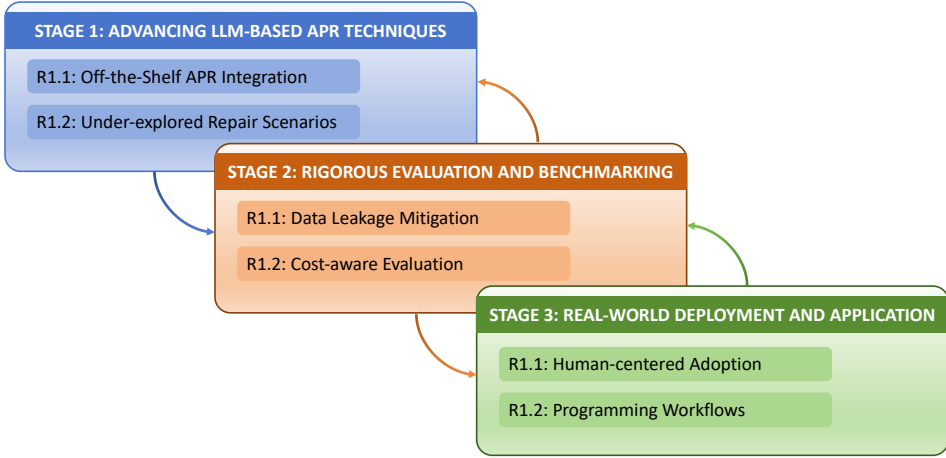 STAGE 1: ADVANCING LLM-BASED APR TECHNIQUES
R1.1: Off-the-Shelf APR Integration
R1.2: Under-explored Repair Scenarios
STAGE 2: RIGOROUS EVALUATION AND BENCHMARKING
R1.1: Data Leakage Mitigation
R1.2: Cost-aware Evaluation
STAGE 3: REAL-WORLD DEPLOYMENT AND APPLICATION
R1.1: Human-centered Adoption
R1.2: Programming Workflows